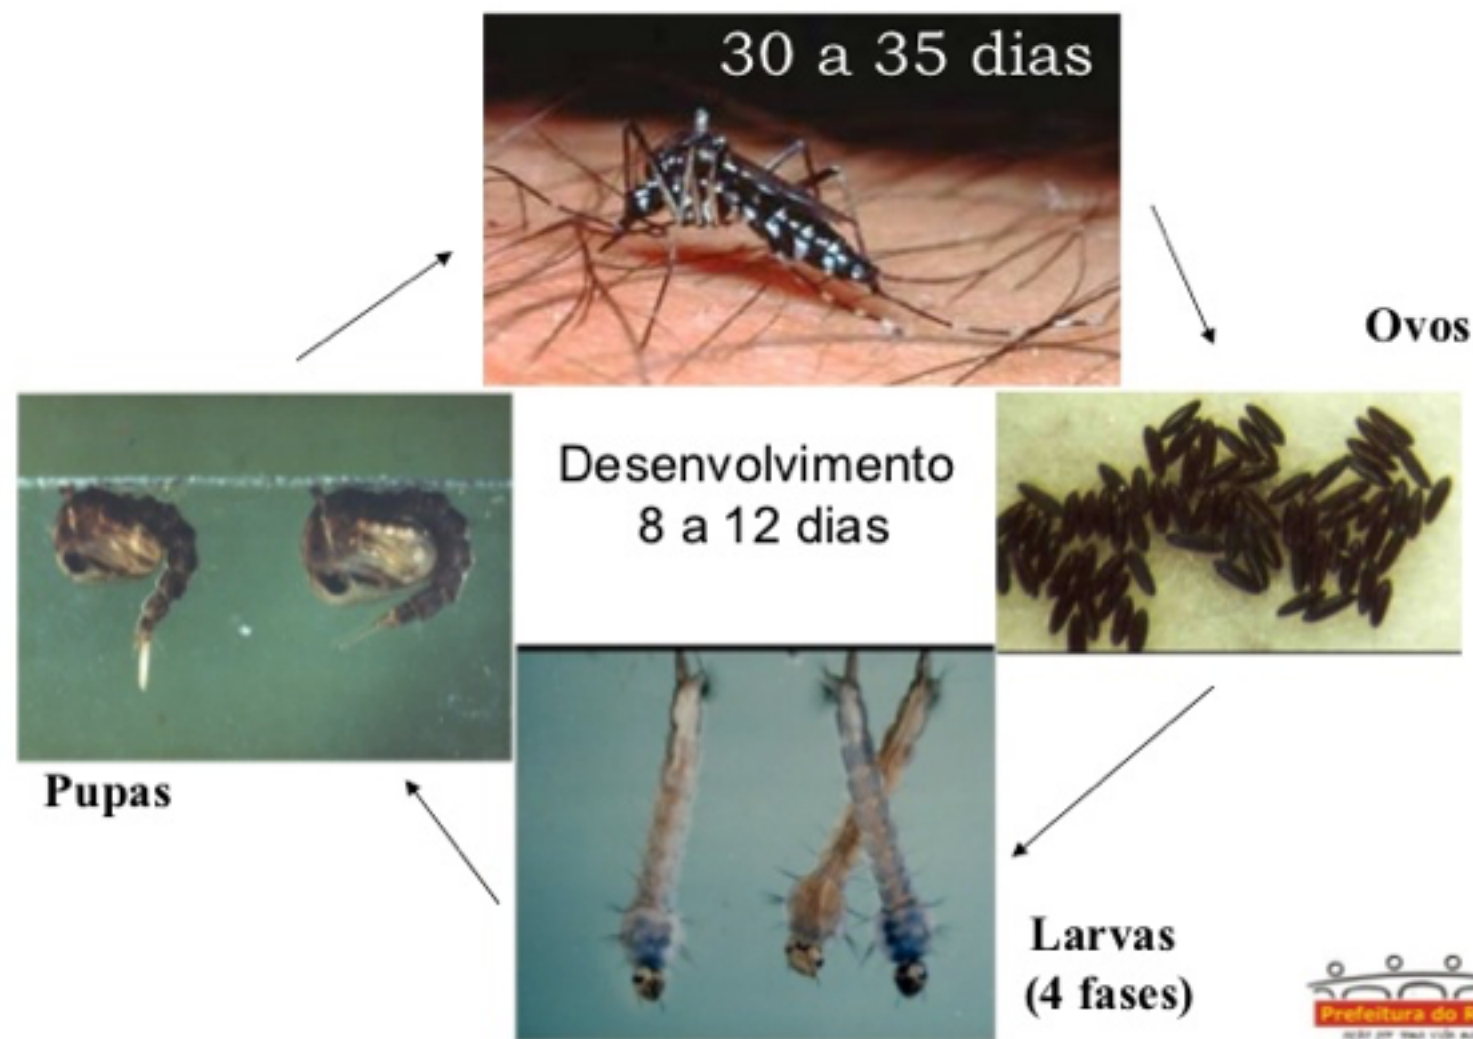 30 a 35 dias
Ovos
Desenvolvimento
8 a 12 dias
Pupas
Larvas
(4 fases)
Prefeitura do R